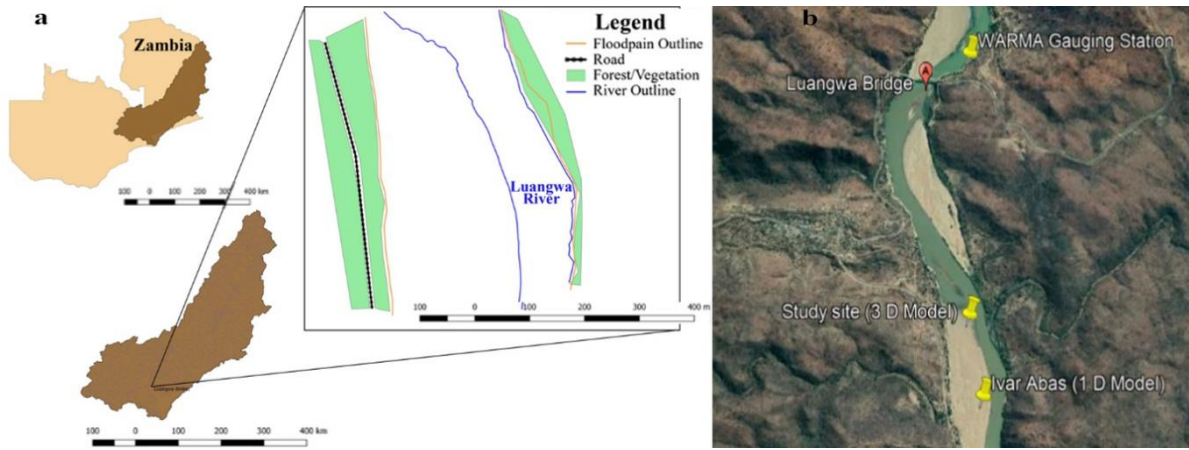 a
Zambia
100 0 100 200 300 400 km
Luangwa Bridge
100 0 100 200 300 400 km
Legend
Floodpain Outline
Road
Forest/Vegetation
River Outline
Luangwa
River
100 0 100 200 300 400 m
b
WARMA Gauging Station
A
Luangwa Bridge
Study site (3 D Model)
Ivar Abas (1 D Model)